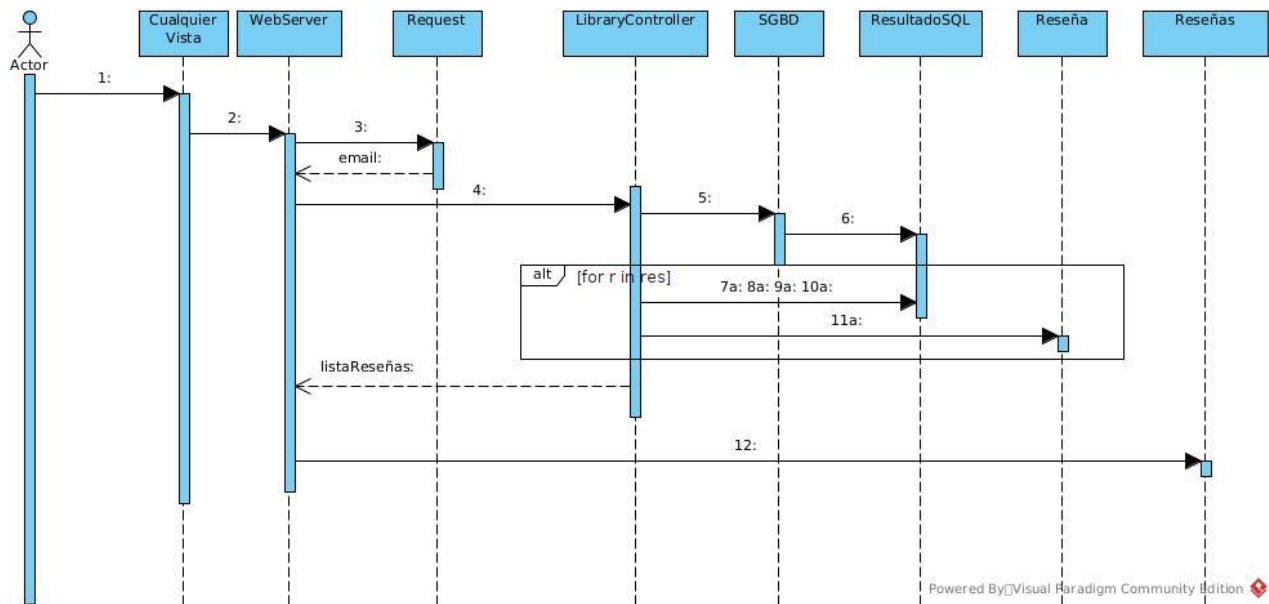 Actor
Cualquier
Vista
WebServer
Request
LibraryController
SGBD
ResultadoSQL
Reseña
Reseñas
1:
2:
3:
email:
4:
5:
6:
alt
[for r in res]
7a: 8a: 9a: 10a:
11a:
listaReseñas:
12:
Powered By Visual Paradigm Community Edition